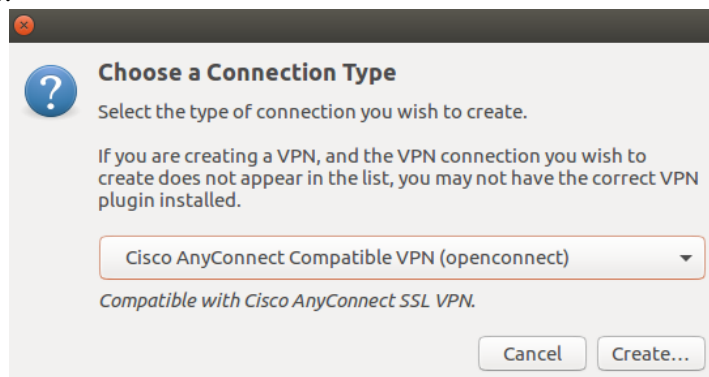 Choose a Connection Type
Select the type of connection you wish to create.
If you are creating a VPN, and the VPN connection you wish to
create does not appear in the list, you may not have the correct VPN
plugin installed.
Cisco AnyConnect Compatible VPN (openconnect)
Compatible with Cisco AnyConnect SSL VPN.
Cancel Create...